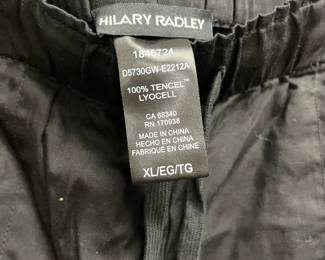 HILARY RADLEY
1846724
D5730GW-E2212A
100% TENCEL™
LYOCELL
CA 68340
RN 170938
MADE IN CHINA
HECHO EN CHINA
FABRIQUÉ EN CHINE
XL/EG/TG